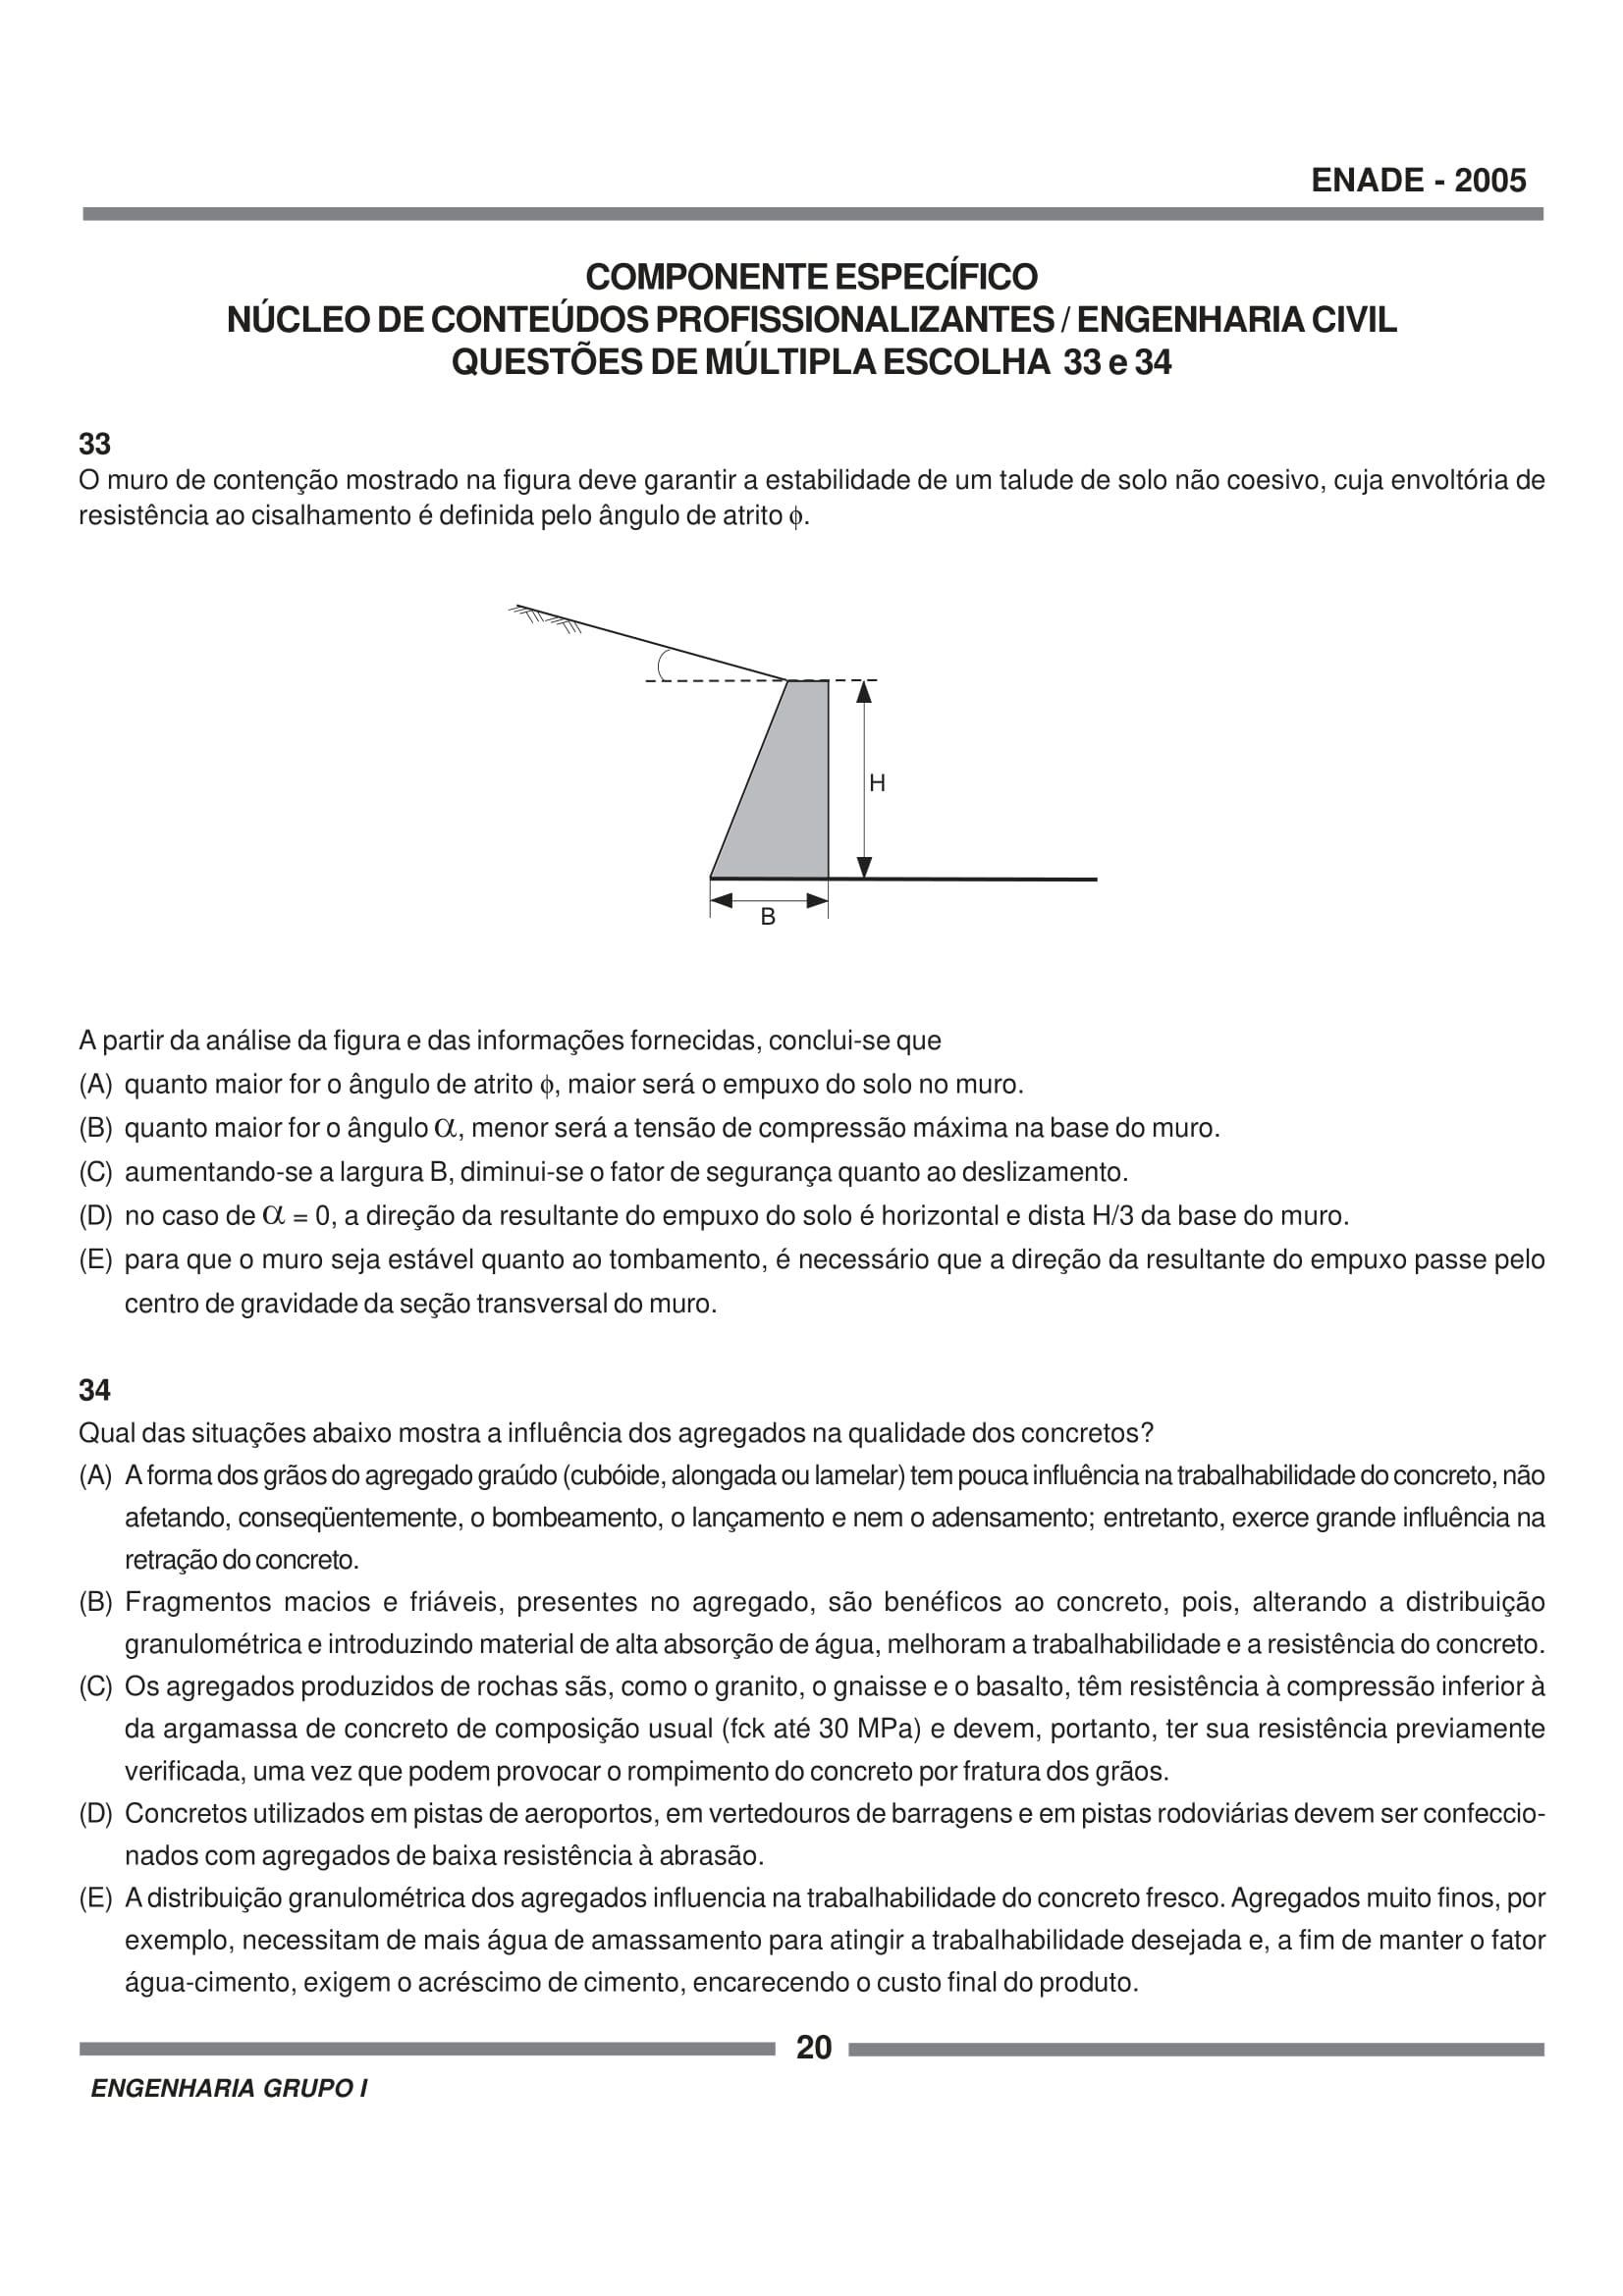 ENADE - 2005
COMPONENTE ESPECÍFICO
NÚCLEO DE CONTEÚDOS PROFISSIONALIZANTES / ENGENHARIA CIVIL
QUESTÕES DE MÚLTIPLA ESCOLHA 33 e 34
33
O muro de contenção mostrado na figura deve garantir a estabilidade de um talude de solo não coesivo, cuja envoltória de
resistência ao cisalhamento é definida pelo ângulo de atrito ϕ.
H
B
A partir da análise da figura e das informações fornecidas, conclui-se que
(A) quanto maior for o ângulo de atrito ϕ, maior será o empuxo do solo no muro.
(B) quanto maior for o ângulo α, menor será a tensão de compressão máxima na base do muro.
(C) aumentando-se a largura B, diminui-se o fator de segurança quanto ao deslizamento.
(D) no caso de α = 0, a direção da resultante do empuxo do solo é horizontal e dista H/3 da base do muro.
(E) para que o muro seja estável quanto ao tombamento, é necessário que a direção da resultante do empuxo passe pelo
centro de gravidade da seção transversal do muro.
34
Qual das situações abaixo mostra a influência dos agregados na qualidade dos concretos?
(A) A forma dos grãos do agregado graúdo (cubóide, alongada ou lamelar) tem pouca influência na trabalhabilidade do concreto, não
afetando, conseqüentemente, o bombeamento, o lançamento e nem o adensamento; entretanto, exerce grande influência na
retração do concreto.
(B) Fragmentos macios e friáveis, presentes no agregado, são benéficos ao concreto, pois, alterando a distribuição
granulométrica e introduzindo material de alta absorção de água, melhoram a trabalhabilidade e a resistência do concreto.
(C) Os agregados produzidos de rochas sãs, como o granito, o gnaisse e o basalto, têm resistência à compressão inferior à
da argamassa de concreto de composição usual (fck até 30 MPa) e devem, portanto, ter sua resistência previamente
verificada, uma vez que podem provocar o rompimento do concreto por fratura dos grãos.
(D) Concretos utilizados em pistas de aeroportos, em vertedouros de barragens e em pistas rodoviárias devem ser confeccio-
nados com agregados de baixa resistência à abrasão.
(E) A distribuição granulométrica dos agregados influencia na trabalhabilidade do concreto fresco. Agregados muito finos, por
exemplo, necessitam de mais água de amassamento para atingir a trabalhabilidade desejada e, a fim de manter o fator
água-cimento, exigem o acréscimo de cimento, encarecendo o custo final do produto.
20
ENGENHARIA GRUPO I